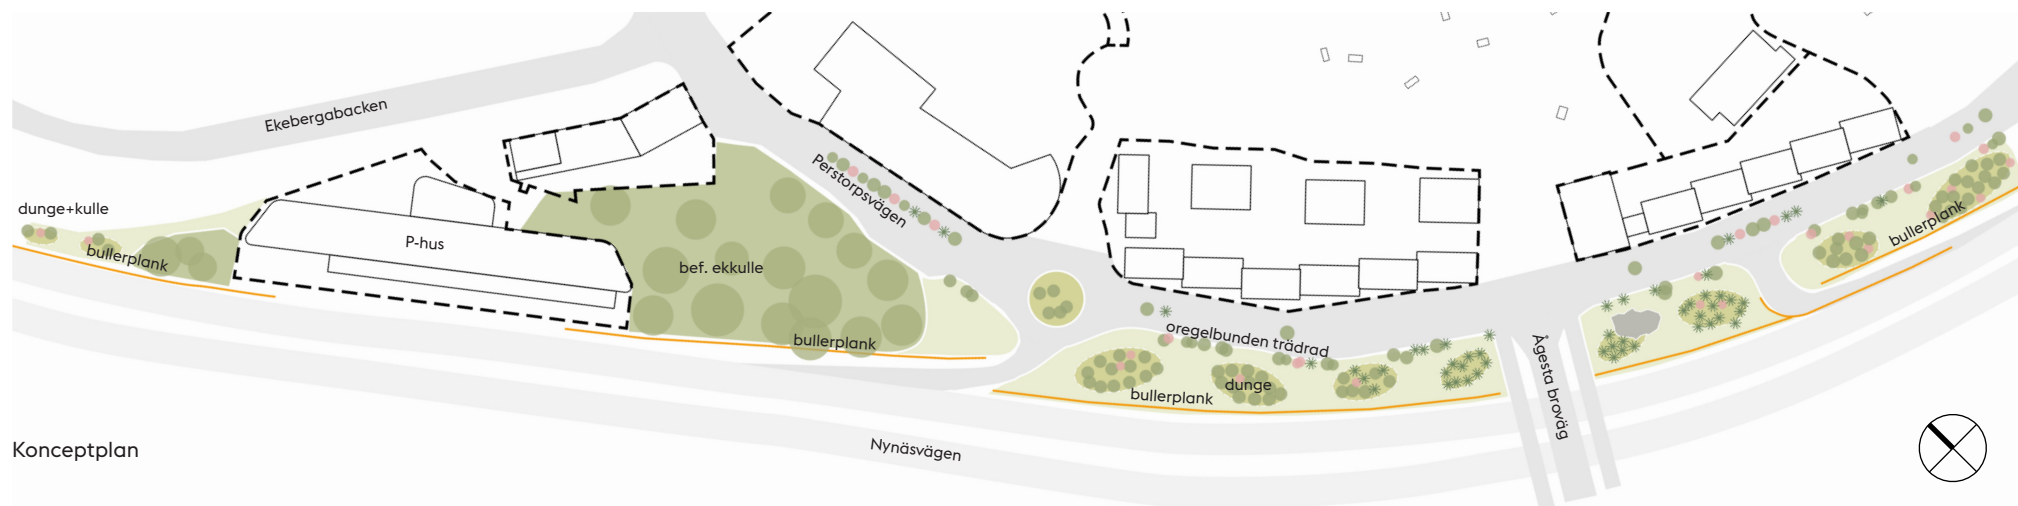 Ekebergabacken
Perstorpsvägen
dunge+kulle
bullerplank
P-hus
bef. ekkulle
bullerplank
bullerplank
oregelbunden trädrad
dunge
bullerplank
Ågesta broväg
Nynäsvägen
Konceptplan